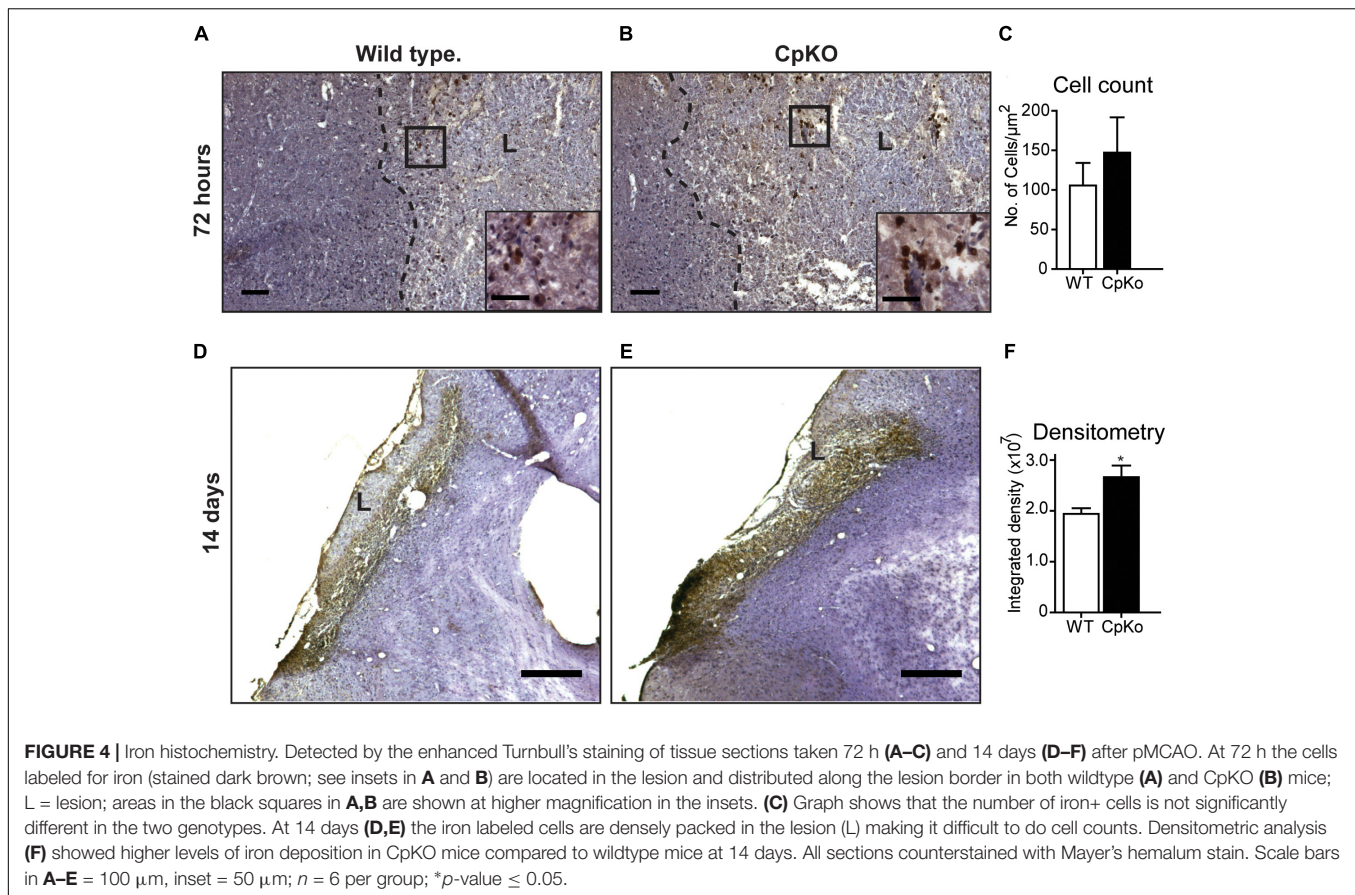 A
Wild type.
B
CpKO
C
72 hours
L
L
Cell count
No. of Cells/µm²
200
150
100
50
0
WT CpKo
D
E
F
14 days
L
L
Densitometry
Integrated density (x10⁷)
3.0
2.0
1.0
0
*
WT CpKo
FIGURE 4 | Iron histochemistry. Detected by the enhanced Turnbull's staining of tissue sections taken 72 h (A–C) and 14 days (D–F) after pMCAO. At 72 h the cells
labeled for iron (stained dark brown; see insets in A and B) are located in the lesion and distributed along the lesion border in both wildtype (A) and CpKO (B) mice;
L = lesion; areas in the black squares in A,B are shown at higher magnification in the insets. (C) Graph shows that the number of iron+ cells is not significantly
different in the two genotypes. At 14 days (D,E) the iron labeled cells are densely packed in the lesion (L) making it difficult to do cell counts. Densitometric analysis
(F) showed higher levels of iron deposition in CpKO mice compared to wildtype mice at 14 days. All sections counterstained with Mayer's hemalum stain. Scale bars
in A–E = 100 µm, inset = 50 µm; n = 6 per group; *p-value ≤ 0.05.